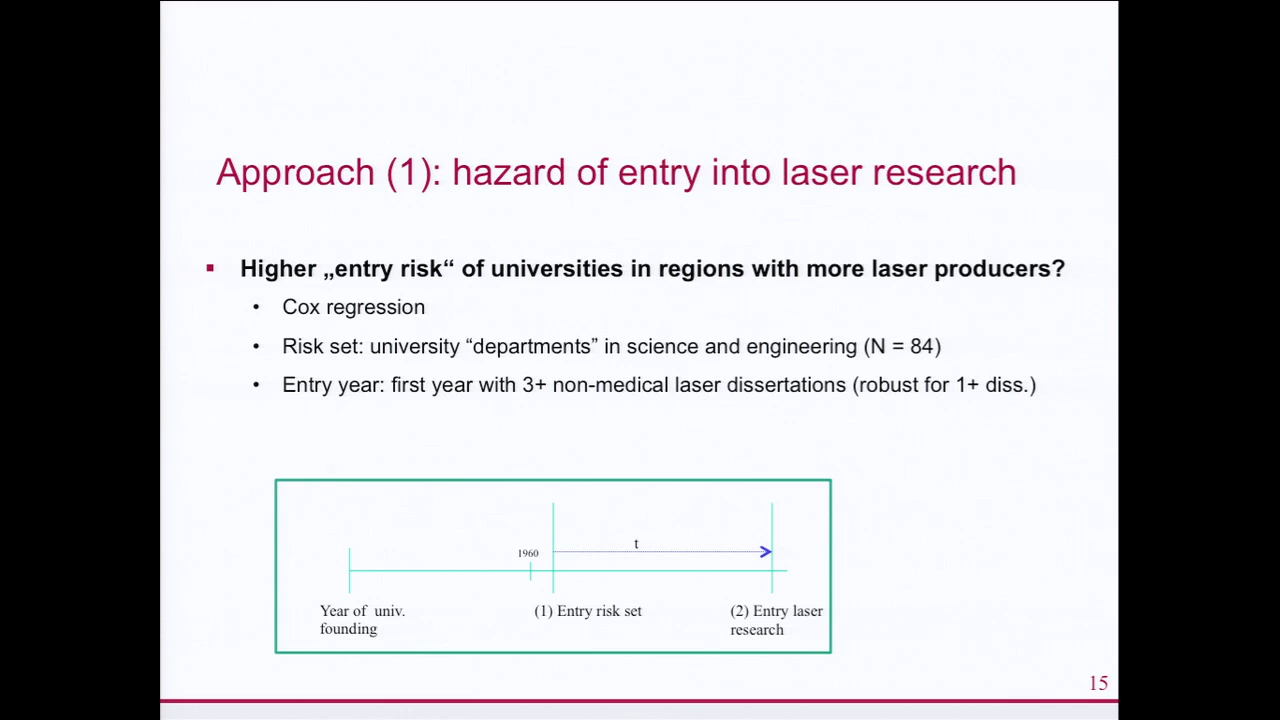 Approach (1): hazard of entry into laser research
▪ Higher „entry risk“ of universities in regions with more laser producers?
• Cox regression
• Risk set: university “departments” in science and engineering (N = 84)
• Entry year: first year with 3+ non-medical laser dissertations (robust for 1+ diss.)
t
1960
Year of univ.
founding
(1) Entry risk set
(2) Entry laser
research
15